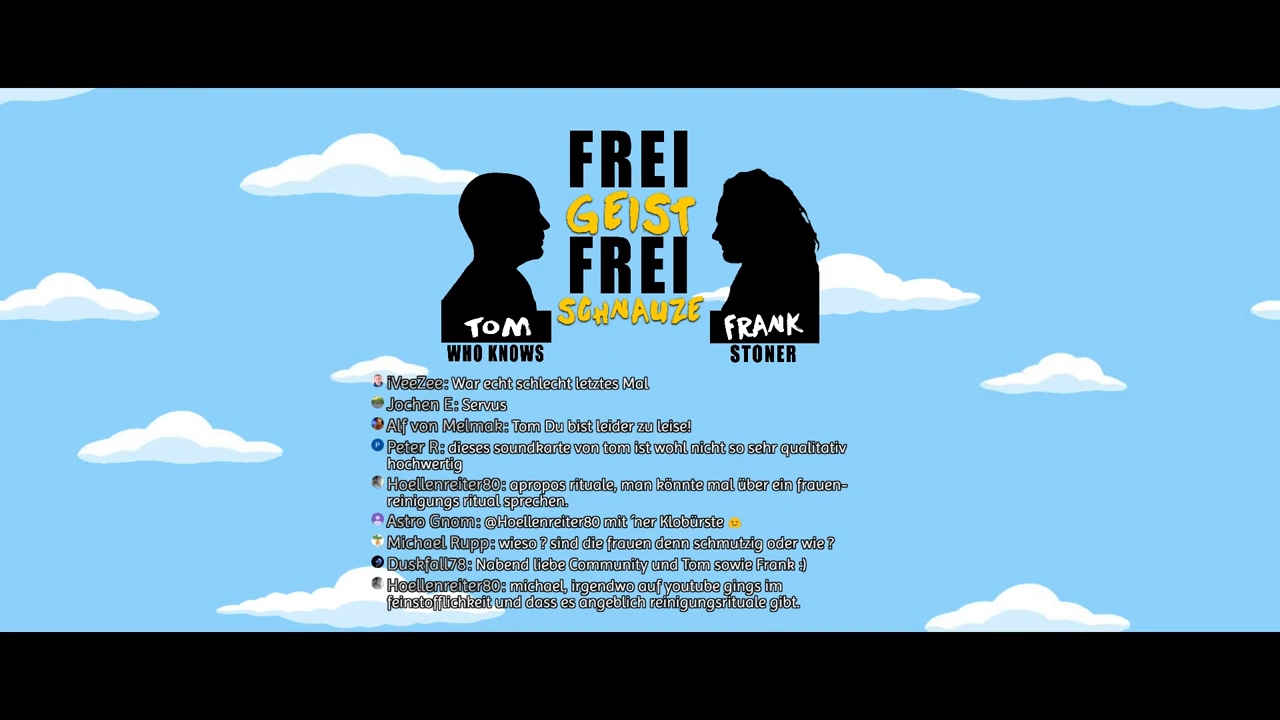 FREI
GEIST
FREI
SCHNAUZE
TOM
WHO KNOWS
FRANK
STONER
iVeeZee: War echt schlecht letztes Mal
Jochen E: Servus
Alf von Melmak: Tom Du bist leider zu leise!
P Peter R: dieses soundkarte von tom ist wohl nicht so sehr qualitativ
hochwertig
Hoellenreiter80: apropos rituale, man könnte mal über ein frauen-
reinigungs ritual sprechen.
Astro Gnom: @Hoellenreiter80 mit ´ner Klobürste 😉
Michael Rupp: wieso ? sind die frauen denn schmutzig oder wie ?
Duskfall78: Nabend liebe Community und Tom sowie Frank :)
Hoellenreiter80: michael, irgendwo auf youtube gings im
feinstofflichkeit und dass es angeblich reinigungsrituale gibt.